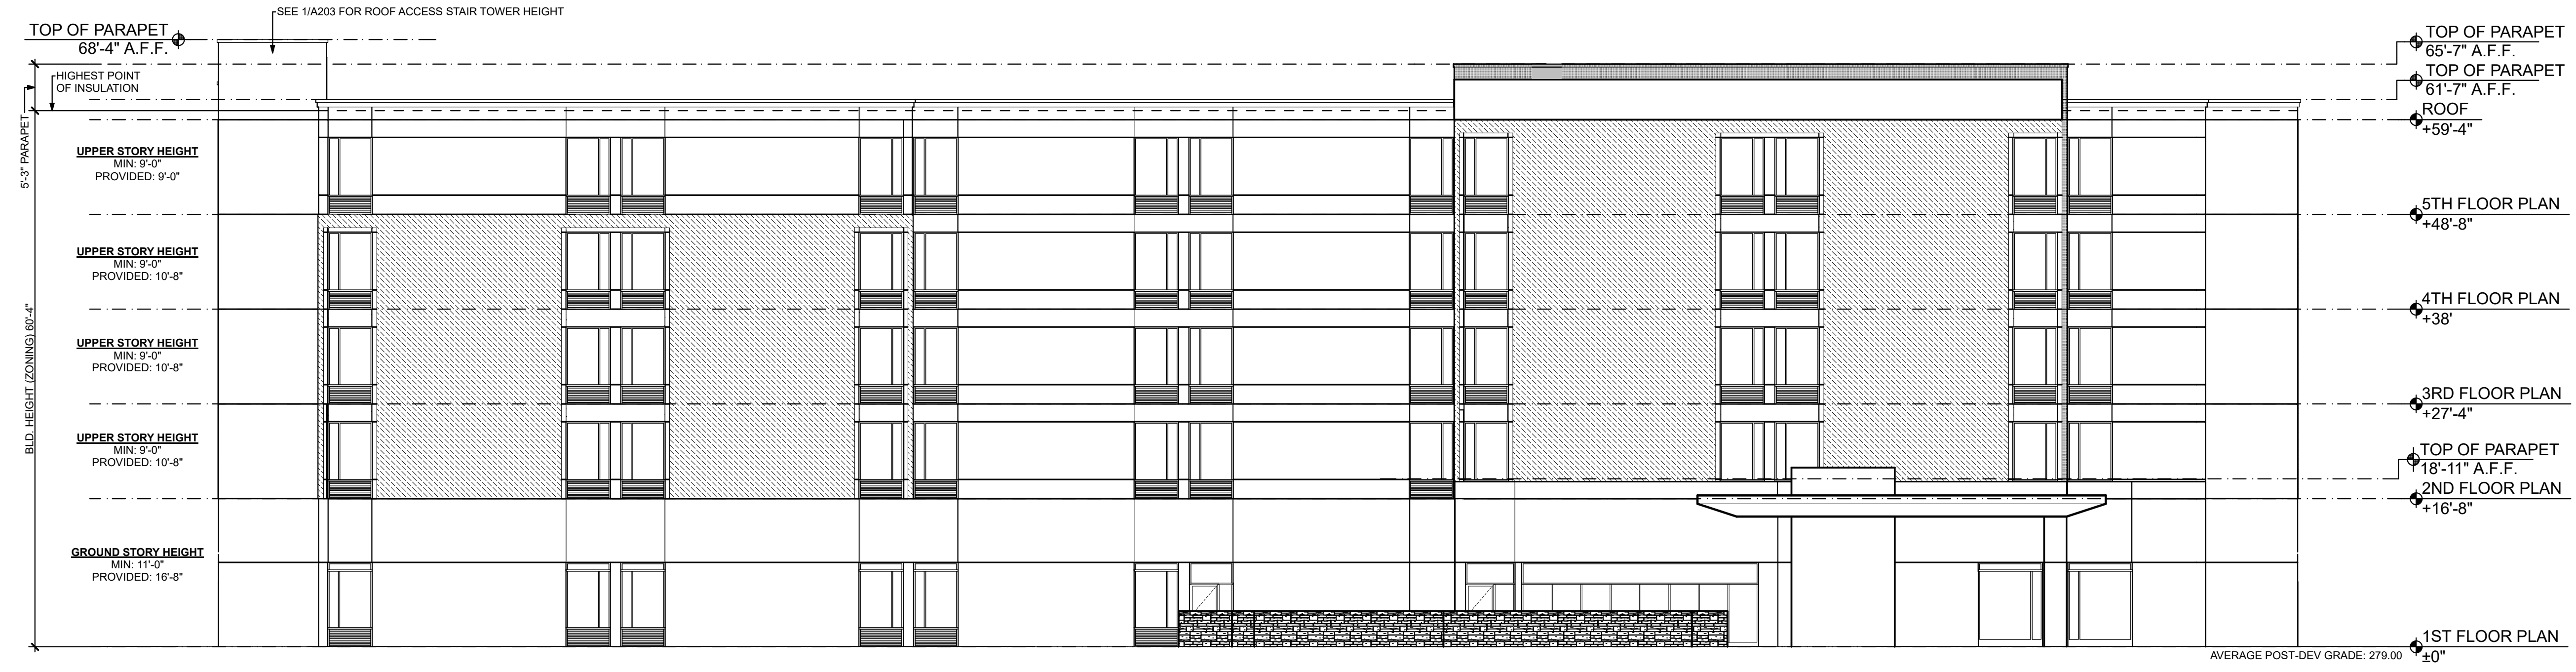 SEE 1/A203 FOR ROOF ACCESS STAIR TOWER HEIGHT
TOP OF PARAPET
68'-4" A.F.F.
HIGHEST POINT
OF INSULATION
5'-3" PARAPET
BLD. HEIGHT (ZONING) 60'-4"
UPPER STORY HEIGHT
MIN: 9'-0"
PROVIDED: 9'-0"
UPPER STORY HEIGHT
MIN: 9'-0"
PROVIDED: 10'-8"
UPPER STORY HEIGHT
MIN: 9'-0"
PROVIDED: 10'-8"
UPPER STORY HEIGHT
MIN: 9'-0"
PROVIDED: 10'-8"
GROUND STORY HEIGHT
MIN: 11'-0"
PROVIDED: 16'-8"
TOP OF PARAPET
65'-7" A.F.F.
TOP OF PARAPET
61'-7" A.F.F.
ROOF
+59'-4"
5TH FLOOR PLAN
+48'-8"
4TH FLOOR PLAN
+38'
3RD FLOOR PLAN
+27'-4"
TOP OF PARAPET
18'-11" A.F.F.
2ND FLOOR PLAN
+16'-8"
1ST FLOOR PLAN
±0"
AVERAGE POST-DEV GRADE: 279.00